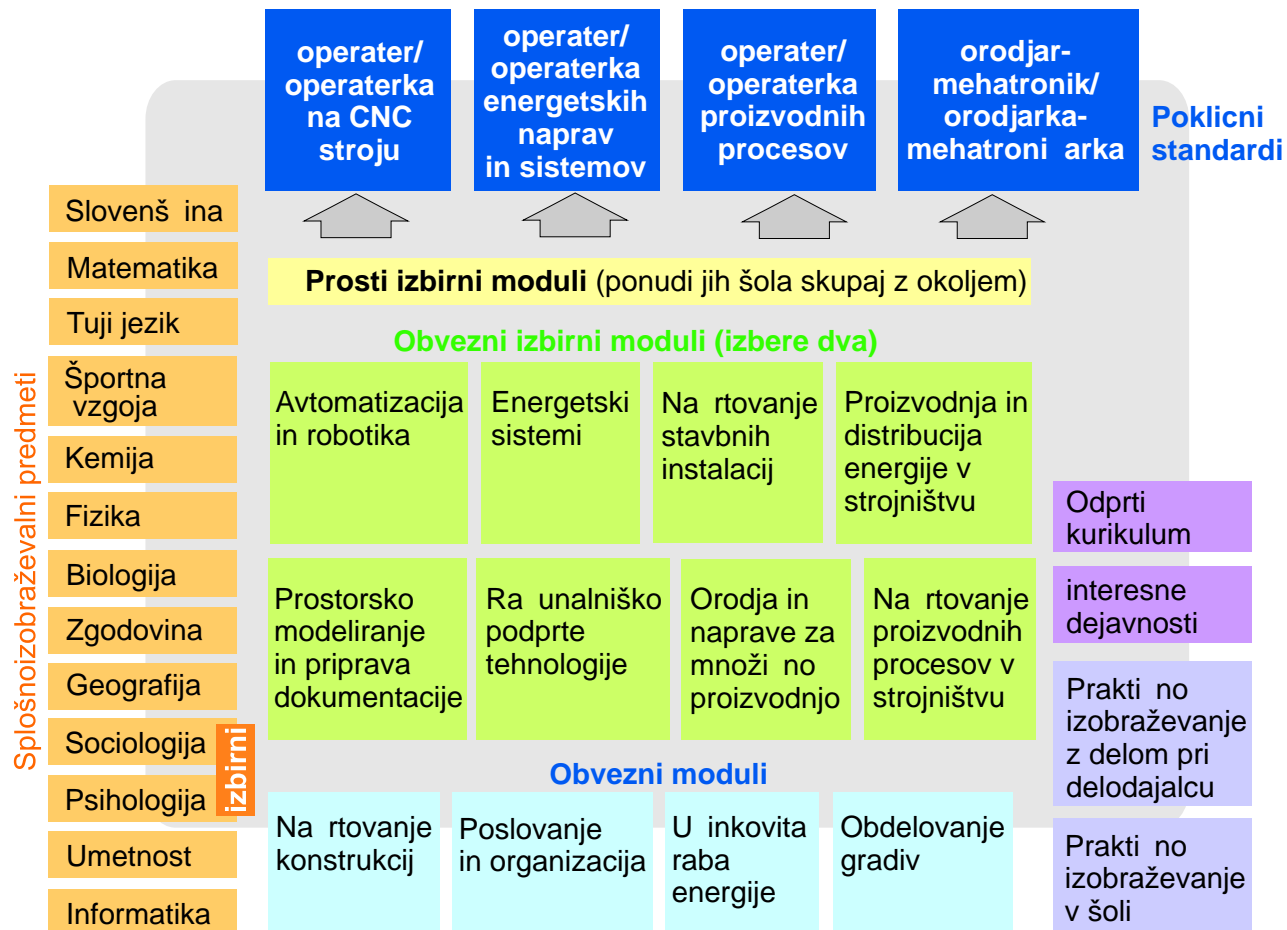 operater/
operaterka
na CNC
stroju
operater/
operaterka
energetskih
naprav
in sistemov
operater/
operaterka
proizvodnih
procesov
orodjar-
mehatronik/
orodjarka-
mehatroni arka
Poklicni
standardi
Splošnoizobraževalni predmeti
Slovenš ina
Matematika
Tuji jezik
Športna
vzgoja
Kemija
Fizika
Biologija
Zgodovina
Geografija
Sociologija
Psihologija
izbirni
Umetnost
Informatika
Prosti izbirni moduli (ponudi jih šola skupaj z okoljem)
Obvezni izbirni moduli (izbere dva)
Avtomatizacija
in robotika
Energetski
sistemi
Na rtovanje
stavbnih
instalacij
Proizvodnja in
distribucija
energije v
strojništvu
Prostorsko
modeliranje
in priprava
dokumentacije
Ra unalniško
podprte
tehnologije
Orodja in
naprave za
množi no
proizvodnjo
Na rtovanje
proizvodnih
procesov v
strojništvu
Obvezni moduli
Na rtovanje
konstrukcij
Poslovanje
in organizacija
U inkovita
raba
energije
Obdelovanje
gradiv
Odprti
kurikulum
interesne
dejavnosti
Prakti no
izobraževanje
z delom pri
delodajalcu
Prakti no
izobraževanje
v šoli